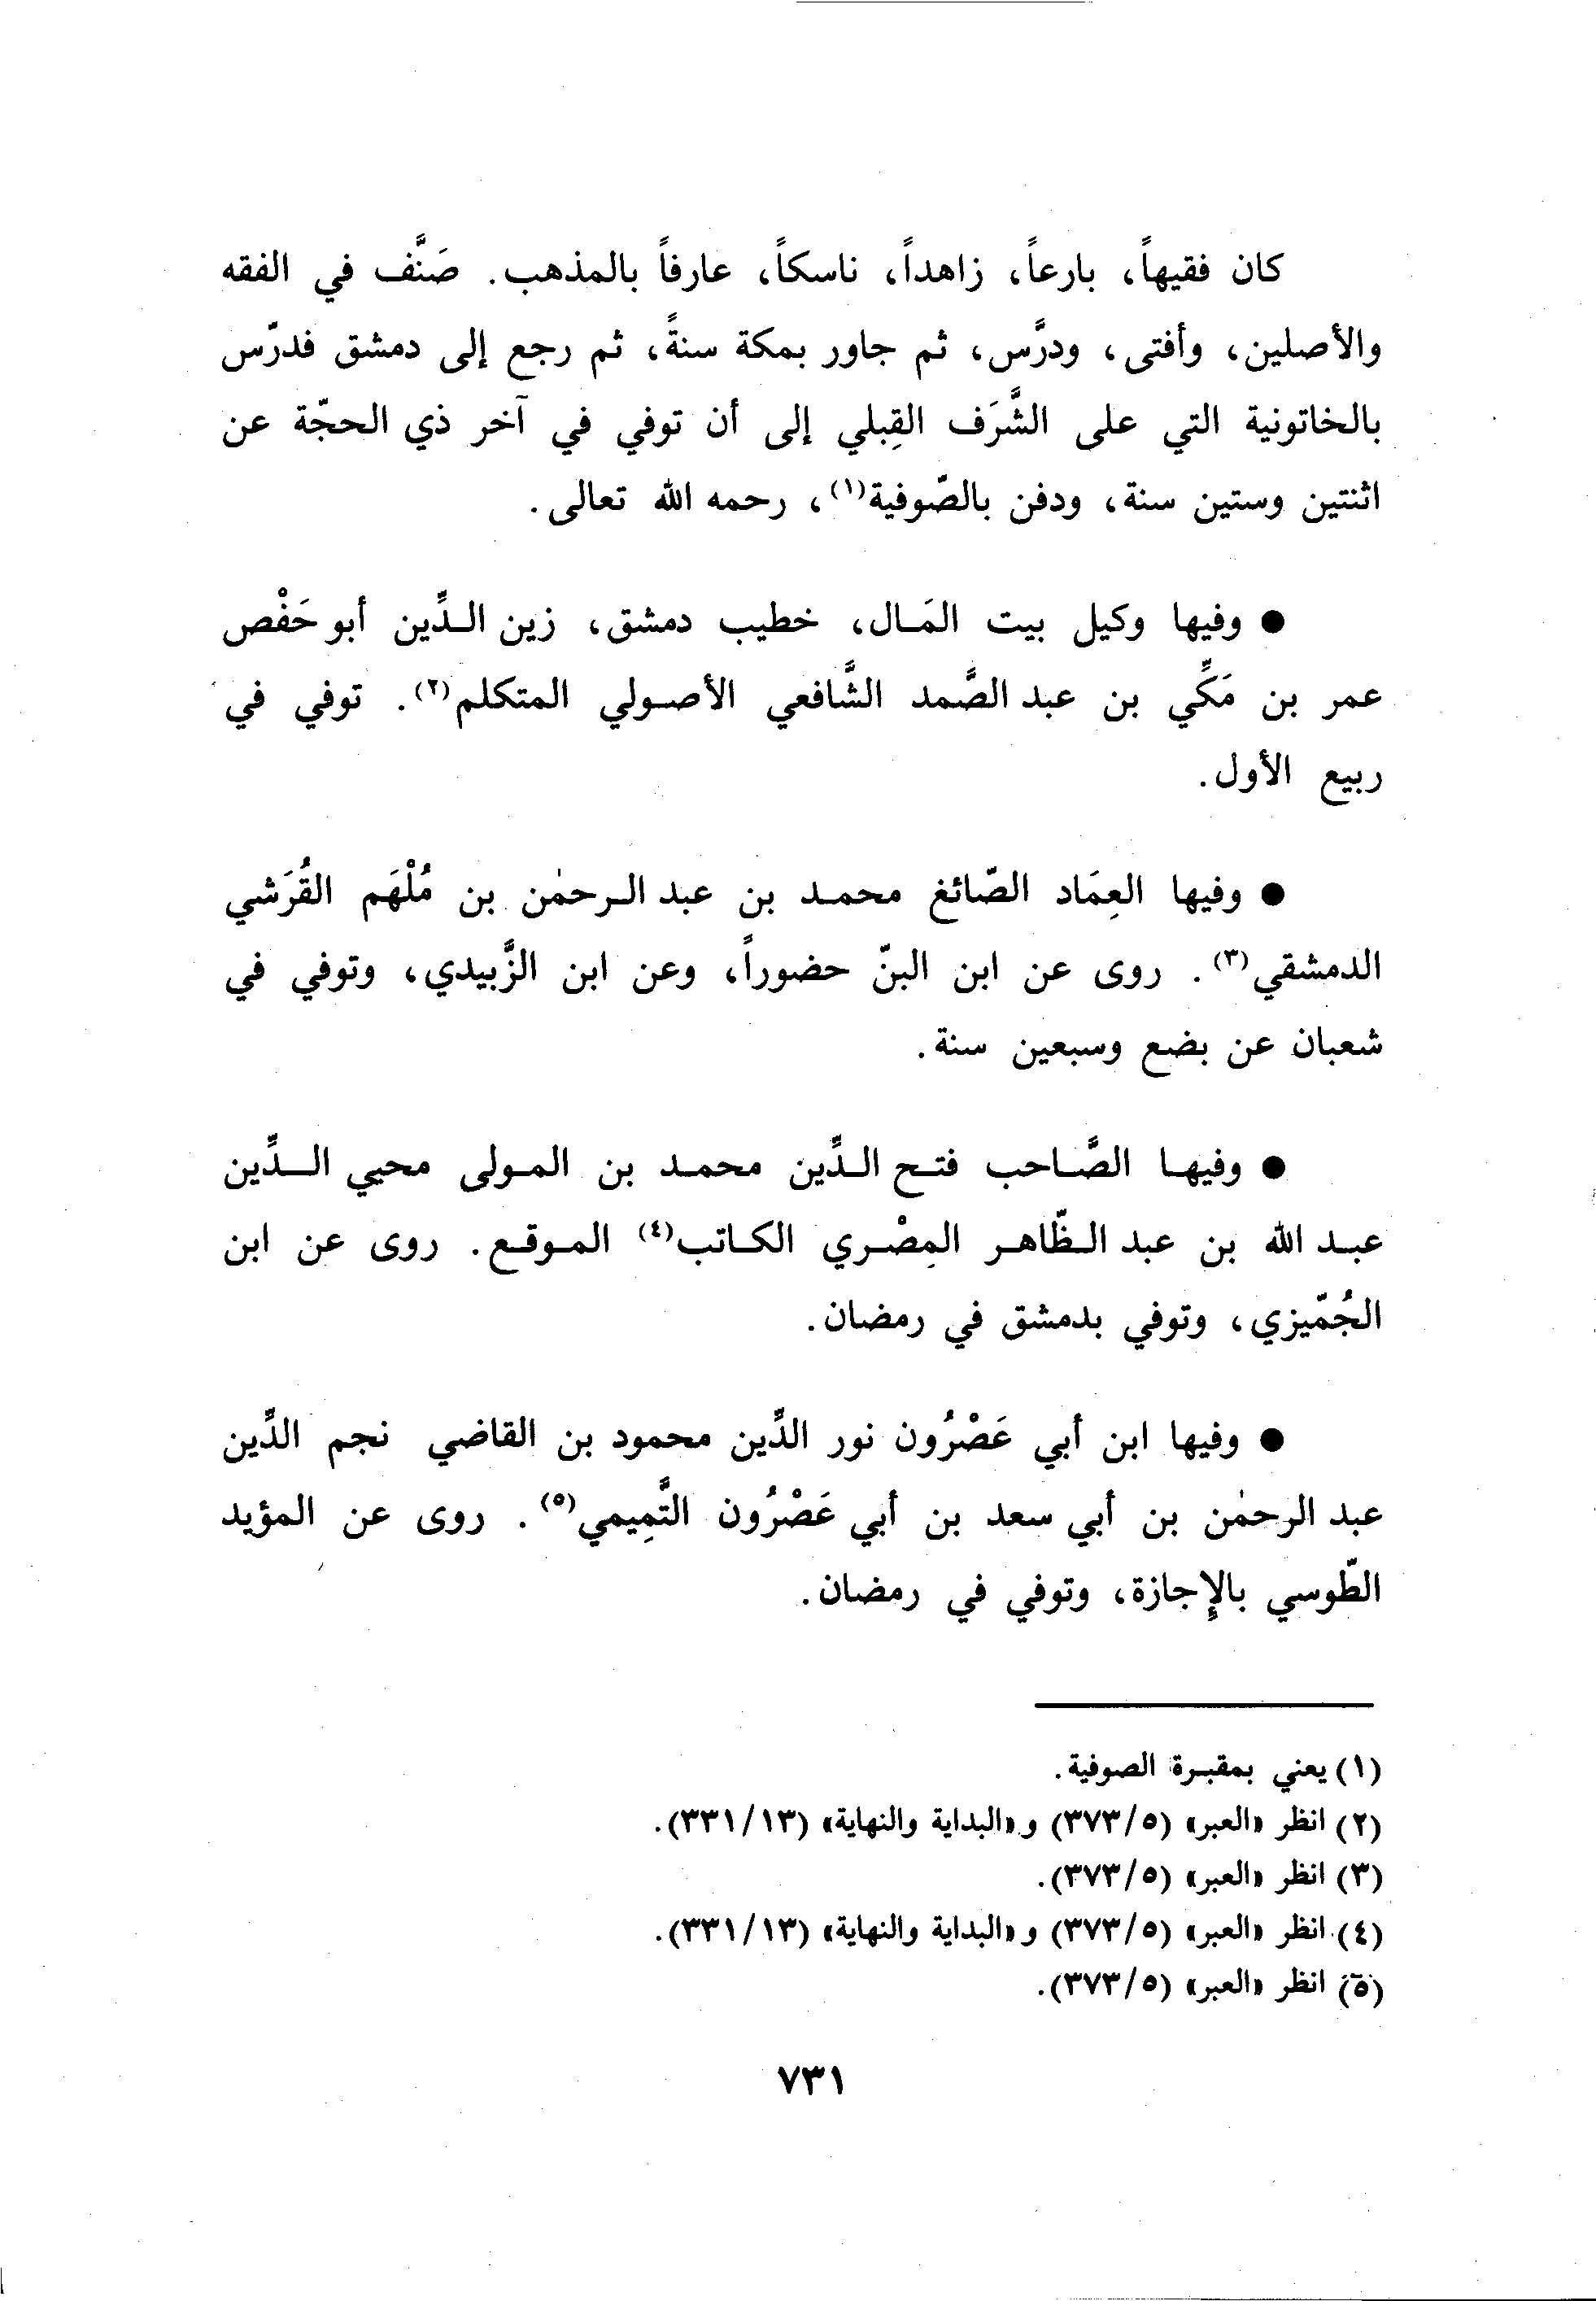 كان فقيهاً، بارعاً، زاهداً، ناسكاً، عارفاً بالمذهب. صَنَّف في الفقه
والأصلين، وأفتى، ودرَّس، ثم جاور بمكة سنةً، ثم رجع إلى دمشق فدرّس
بالخاتونية التي على الشَّرَف القِبلي إلى أن توفي في آخر ذي الحجّة عن
اثنتين وستين سنة، ودفن بالصّوفية(١)، رحمه الله تعالى.
● وفيها وكيل بيت المَال، خطيب دمشق، زين الدِّين أبو حَفْص
عمر بن مَكِّي بن عبد الصَّمد الشَّافعي الأصولي المتكلم(٢). توفي في
ربيع الأول.
● وفيها العِمَاد الصّائغ محمد بن عبد الرحمٰن بن مُلْهَم القُرَشي
الدمشقي(٣). روى عن ابن البنّ حضوراً، وعن ابن الزَّبيدي، وتوفي في
شعبان عن بضع وسبعين سنة.
● وفيها الصَّاحب فتح الدِّين محمد بن المولى محيي الدِّين
عبد الله بن عبد الظّاهر المِصْري الكاتب(٤) الموقع. روى عن ابن
الجُمّيزي، وتوفي بدمشق في رمضان.
● وفيها ابن أبي عَصْرُون نور الدِّين محمود بن القاضي نجم الدِّين
عبد الرحمٰن بن أبي سعد بن أبي عَصْرُون التَّمِيمي(٥). روى عن المؤيد
الطّوسي بالإِجازة، وتوفي في رمضان.
(١) يعني بمقبرة الصوفية.
(٢) انظر «العبر» (٣٧٣/٥) و«البداية والنهاية» (٣٣١/١٣).
(٣) انظر «العبر» (٣٧٣/٥).
(٤) انظر «العبر» (٣٧٣/٥) و«البداية والنهاية» (٣٣١/١٣).
(٥) انظر «العبر» (٣٧٣/٥).
٧٣١